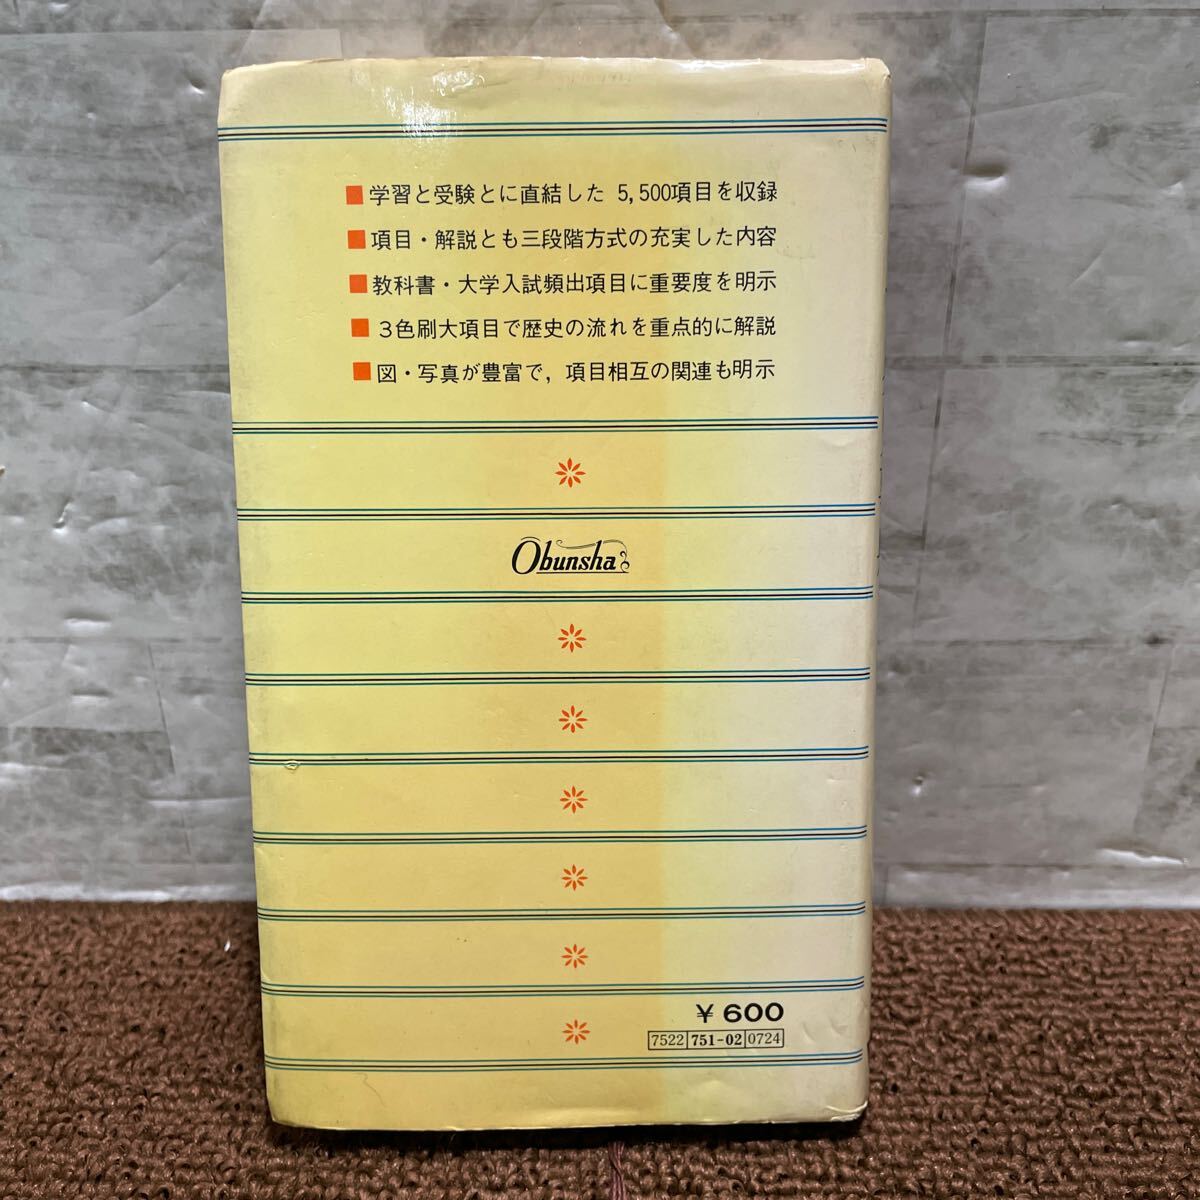 ■学習と受験とに直結した 5,500項目を収録
■項目・解説とも三段階方式の充実した内容
■教科書・大学入試頻出項目に重要度を明示
■3色刷大項目で歴史の流れを重点的に解説
■図・写真が豊富で，項目相互の関連も明示
Obunsha
¥600
7522 751-02 0724